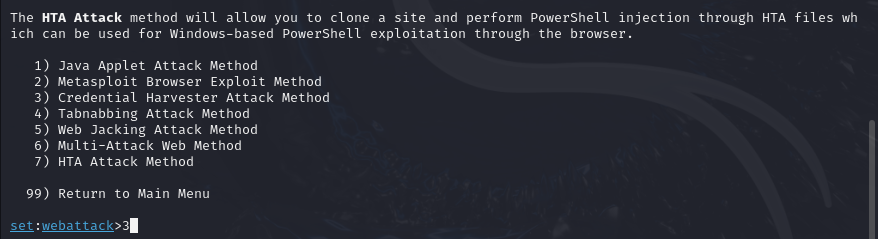 The HTA Attack method will allow you to clone a site and perform PowerShell injection through HTA files wh
ich can be used for Windows-based PowerShell exploitation through the browser.
1) Java Applet Attack Method
2) Metasploit Browser Exploit Method
3) Credential Harvester Attack Method
4) Tabnabbing Attack Method
5) Web Jacking Attack Method
6) Multi-Attack Web Method
7) HTA Attack Method
99) Return to Main Menu
set:webattack>3